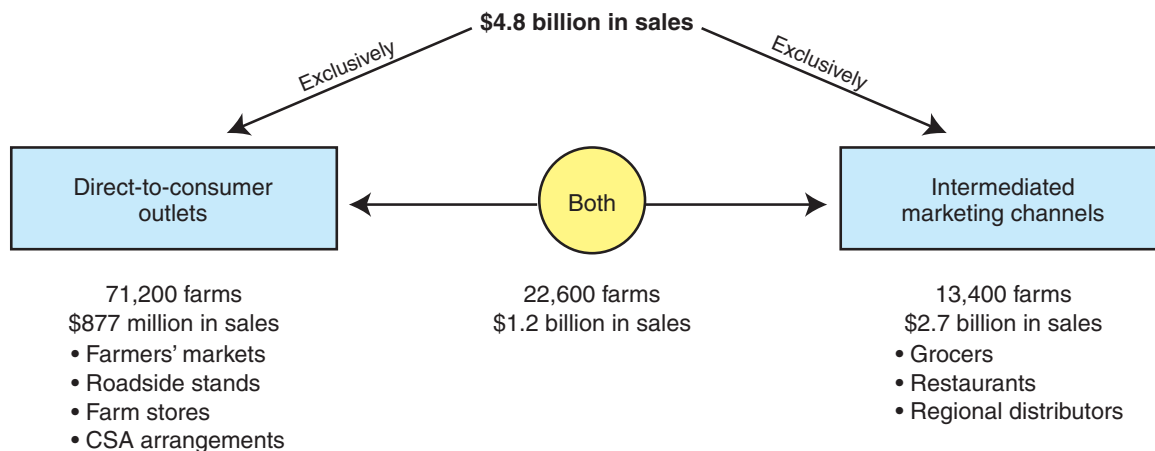 $4.8 billion in sales
Exclusively
Exclusively
Direct-to-consumer
outlets
Both
Intermediated
marketing channels
71,200 farms
$877 million in sales
• Farmers’ markets
• Roadside stands
• Farm stores
• CSA arrangements
22,600 farms
$1.2 billion in sales
13,400 farms
$2.7 billion in sales
• Grocers
• Restaurants
• Regional distributors